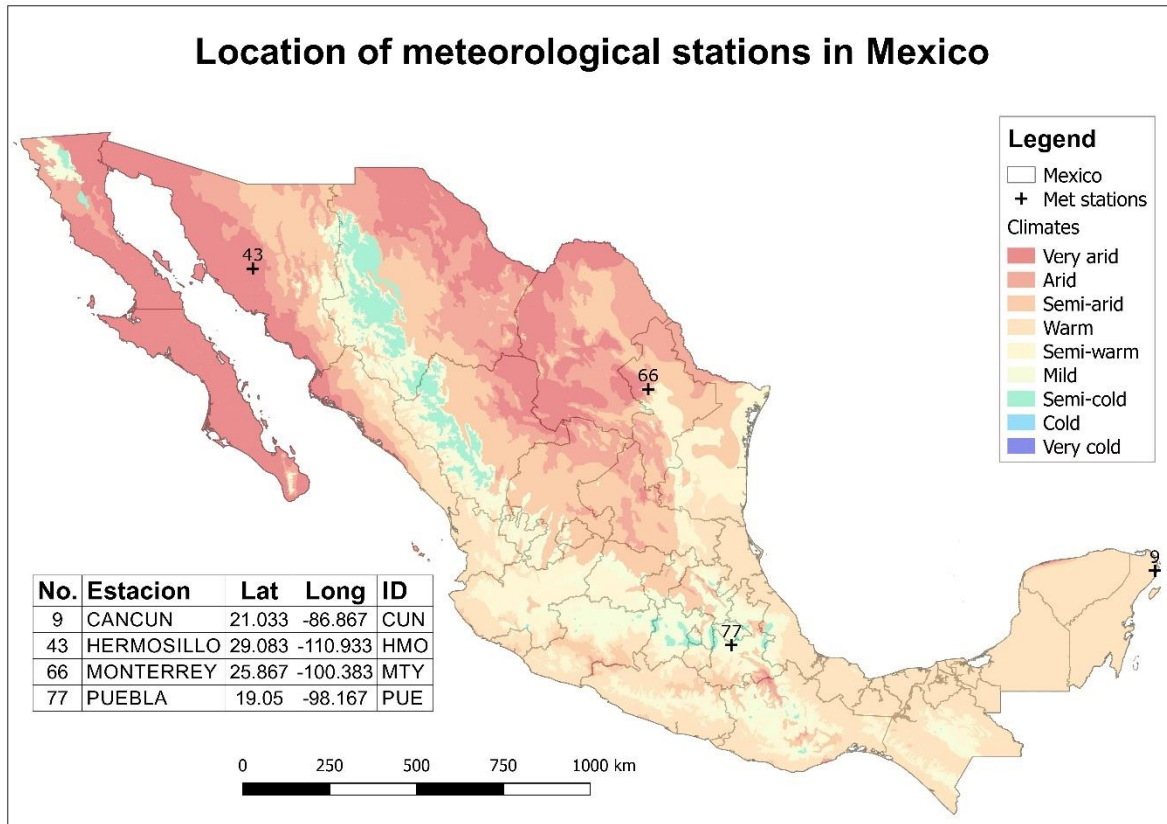 Location of meteorological stations in Mexico
Legend
Mexico
Met stations
Climates
Very arid
Arid
Semi-arid
Warm
Semi-warm
Mild
Semi-cold
Cold
Very cold
43
66
9
77
No. Estacion Lat Long ID
9 CANCUN 21.033 -86.867 CUN
43 HERMOSILLO 29.083 -110.933 HMO
66 MONTERREY 25.867 -100.383 MTY
77 PUEBLA 19.05 -98.167 PUE
0 250 500 750 1000 km